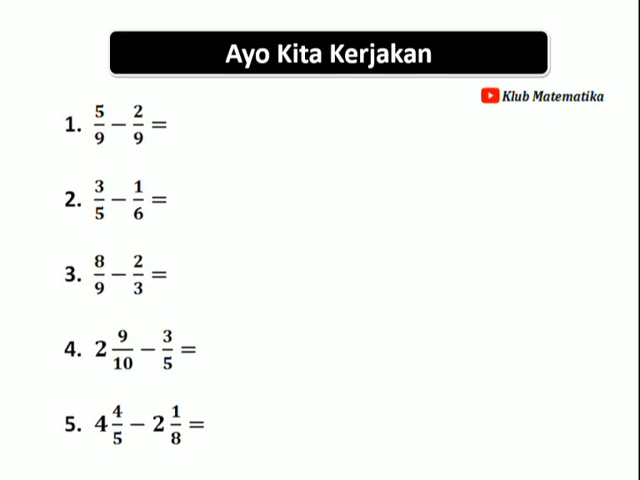 Ayo Kita Kerjakan
Klub Matematika
1. 5/9 − 2/9 =
2. 3/5 − 1/6 =
3. 8/9 − 2/3 =
4. 2 9/10 − 3/5 =
5. 4 4/5 − 2 1/8 =